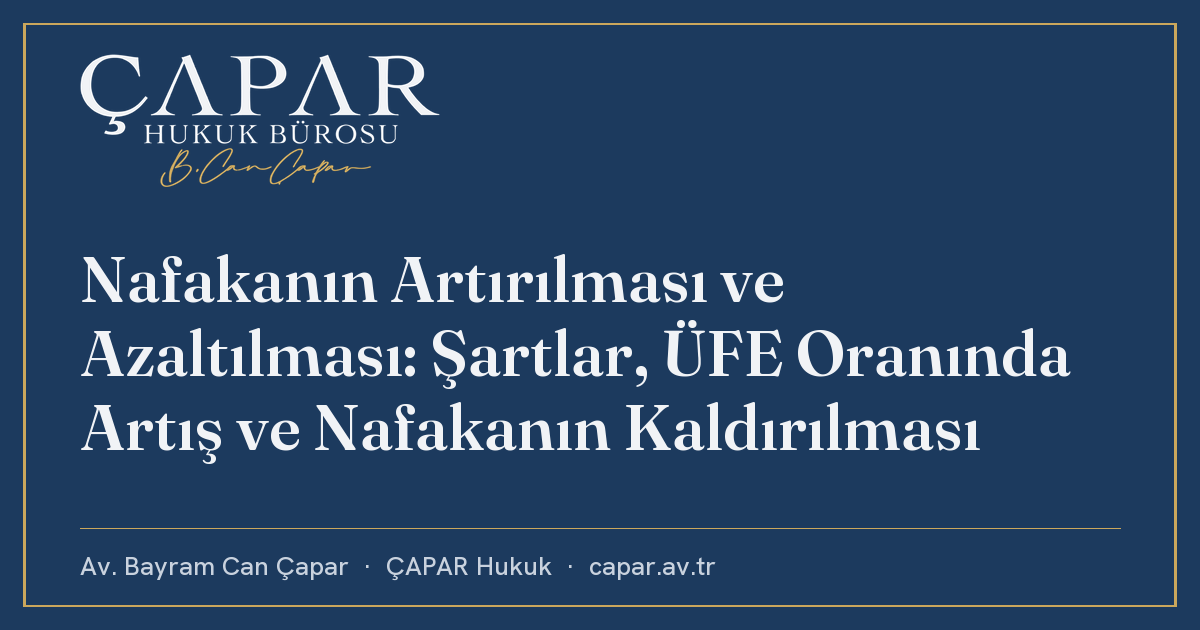 ÇAPAR
HUKUK BÜROSU
B.Can Çapar
Nafakanın Artırılması ve
Azaltılması: Şartlar, ÜFE Oranında
Artış ve Nafakanın Kaldırılması
Av. Bayram Can Çapar · ÇAPAR Hukuk · capar.av.tr